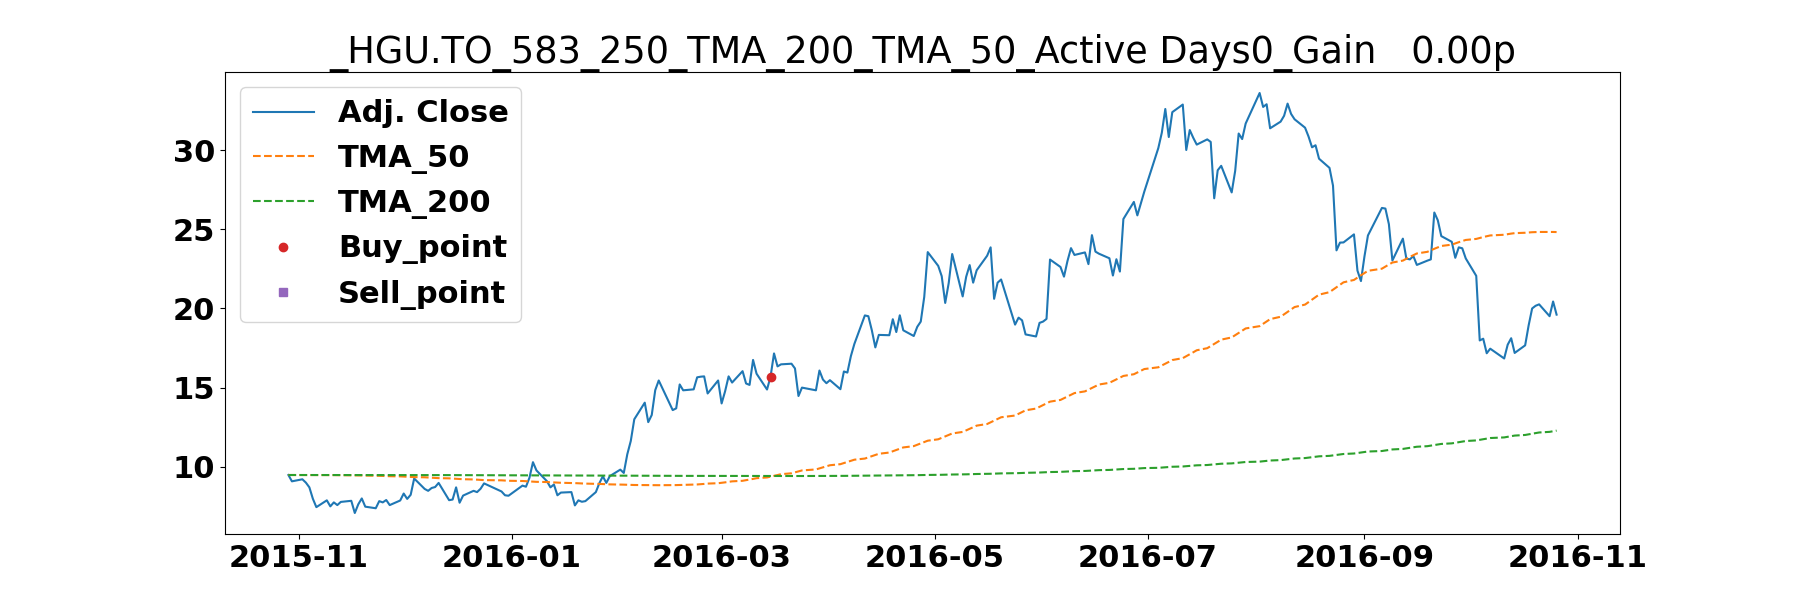 _HGU.TO_583_250_TMA_200_TMA_50_Active Days0_Gain   0.00p
Adj. Close
TMA_50
TMA_200
Buy_point
Sell_point
30
25
20
15
10
2015-11 2016-01 2016-03 2016-05 2016-07 2016-09 2016-11